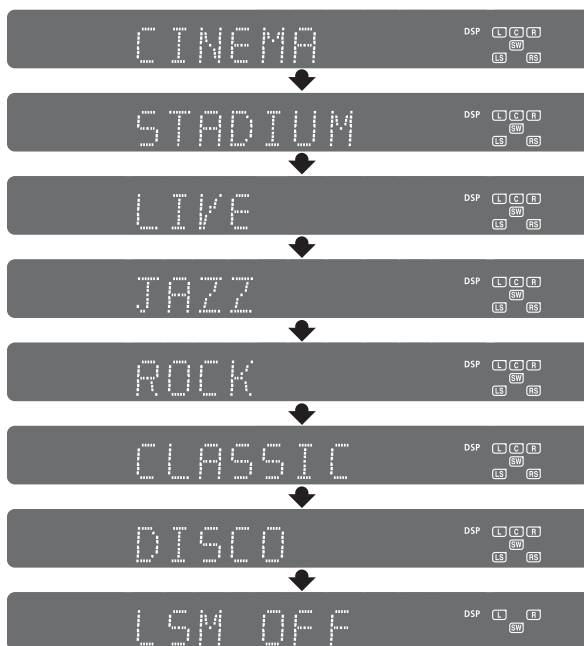 CINEMA DSP L C R
SW
LS RS
STADIUM DSP L C R
SW
LS RS
LIVE DSP L C R
SW
LS RS
JAZZ DSP L C R
SW
LS RS
ROCK DSP L C R
SW
LS RS
CLASSIC DSP L C R
SW
LS RS
DISCO DSP L C R
SW
LS RS
LSM OFF DSP L R
SW